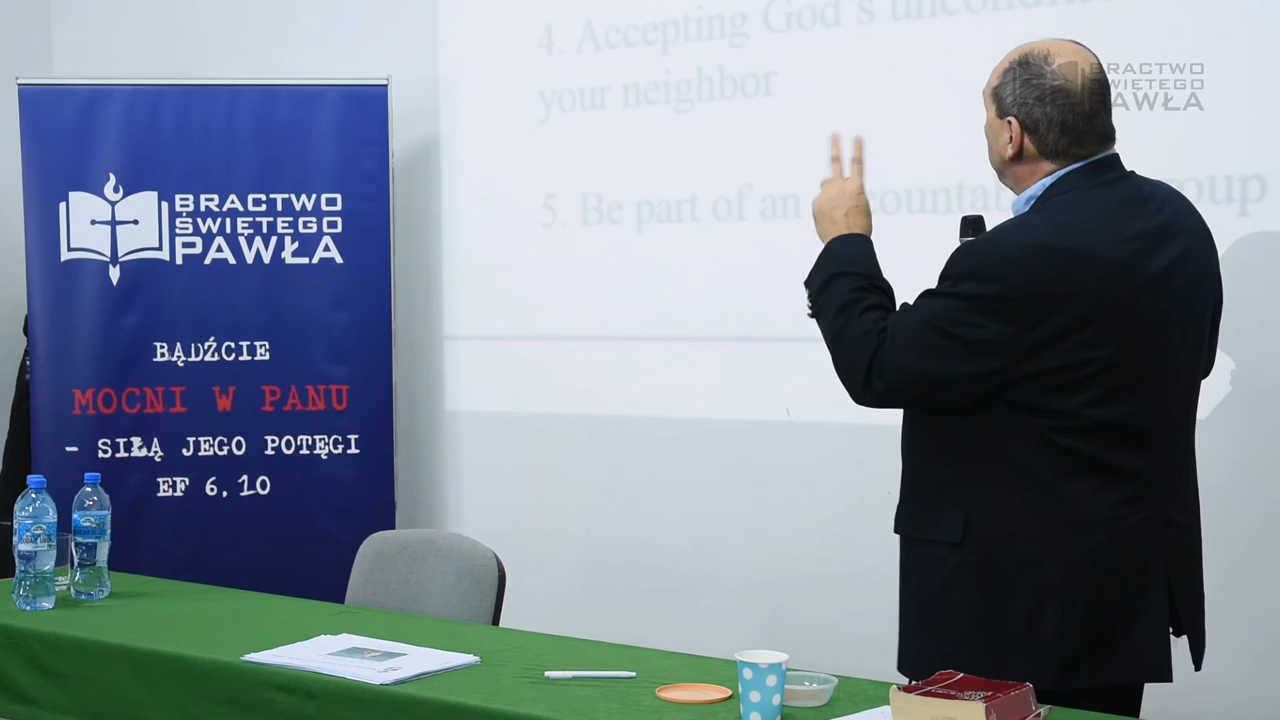 BRACTWO
ŚWIĘTEGO
PAWŁA
BĄDŹCIE
MOCNI W PANU
- SIŁĄ JEGO POTĘGI
EF 6,10
4. Accepting God's
your neighbor
5. Be part of an
BRACTWO
ŚWIĘTEGO
PAWŁA